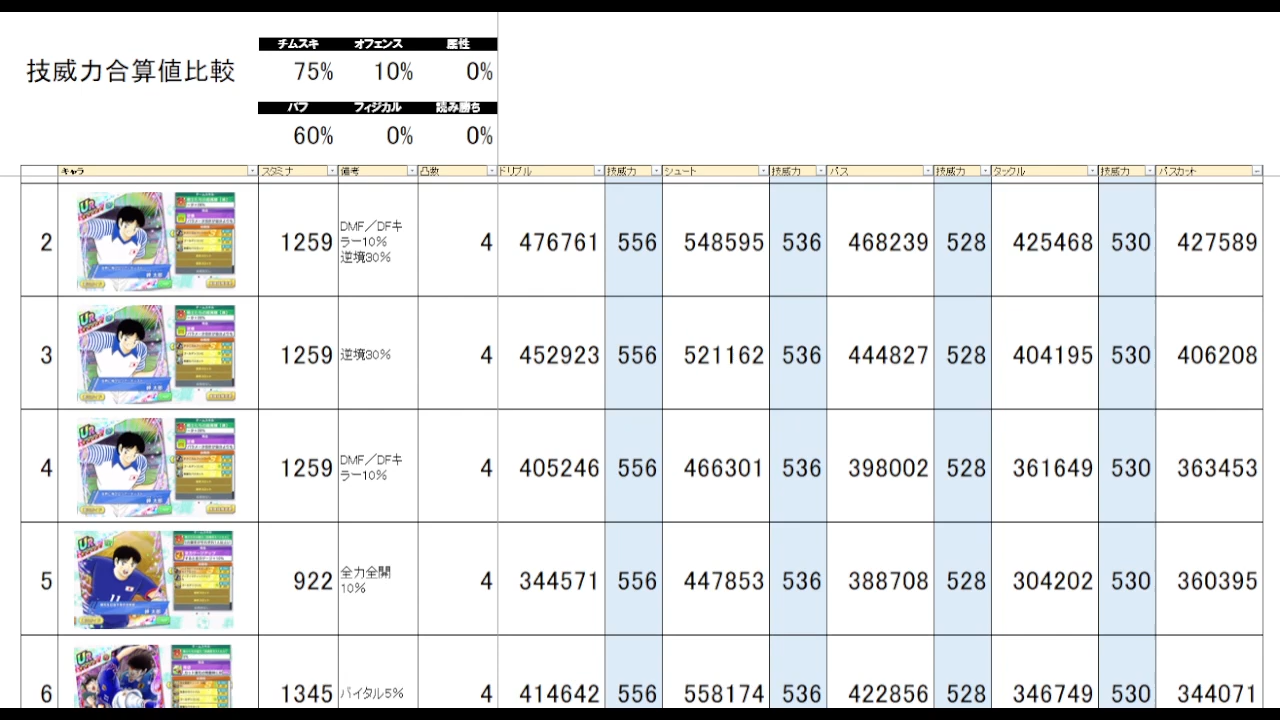 チムスキ オフェンス 属性
技威力合算値比較 75% 10% 0%
バフ フィジカル 読み勝ち
60% 0% 0%
キャラ スタミナ 備考 凸数 ドリブル 技威力 シュート 技威力 パス 技威力 タックル 技威力 パスカット
2 1259 DMF/DFキラー10% 逆境30% 4 476761 556 548595 536 468239 528 425468 530 427589
3 1259 逆境30% 4 452923 556 521162 536 444827 528 404195 530 406208
4 1259 DMF/DFキラー10% 4 405246 556 466301 536 398002 528 361649 530 363453
5 922 全力全開10% 4 344571 556 447853 536 388708 528 304202 530 360395
6 1345 バイタル5% 4 414642 556 558174 536 422636 528 346749 530 344071